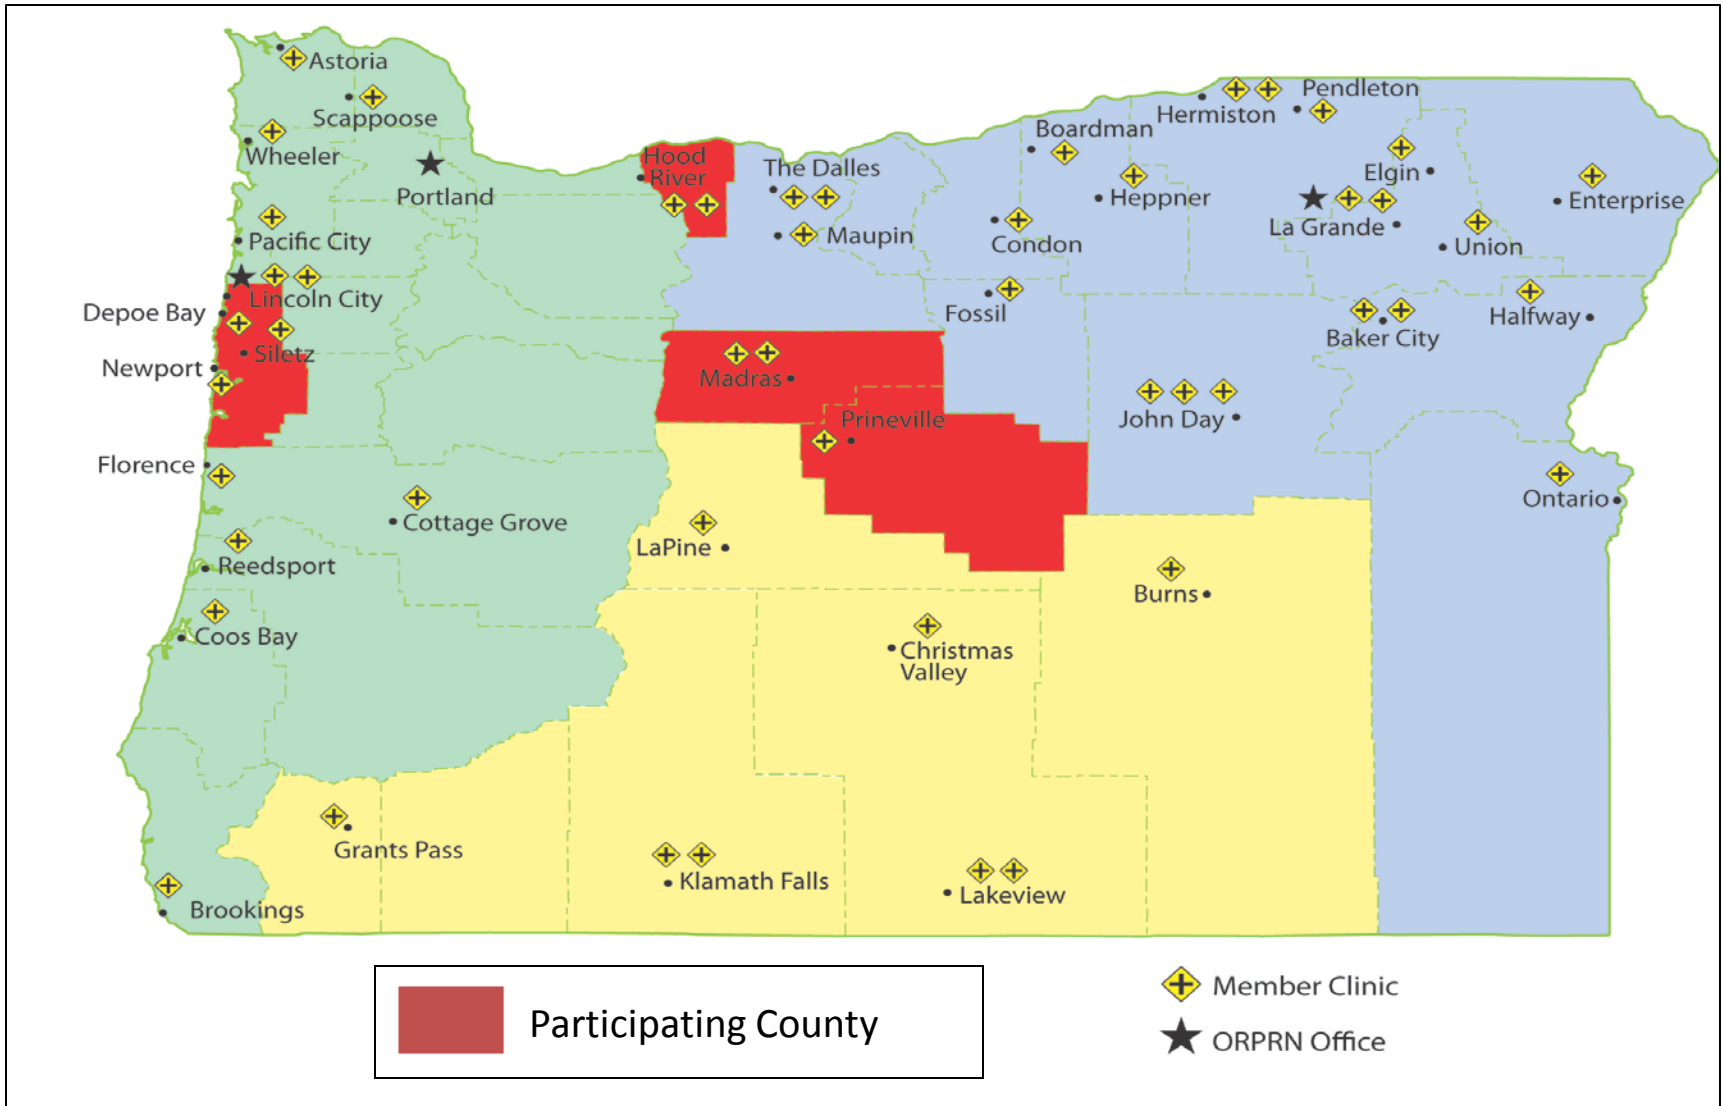 Astoria
Scappoose
Wheeler
Portland
Pacific City
Lincoln City
Depoe Bay
Siletz
Newport
Florence
Cottage Grove
Reedsport
Coos Bay
Brookings
Hood
River
The Dalles
Maupin
Boardman
Hermiston
Pendleton
Heppner
Condon
Elgin
La Grande
Union
Enterprise
Fossil
Baker City
Halfway
Madras
Prineville
John Day
Ontario
LaPine
Burns
Christmas
Valley
Grants Pass
Klamath Falls
Lakeview
Participating County
Member Clinic
ORPRN Office